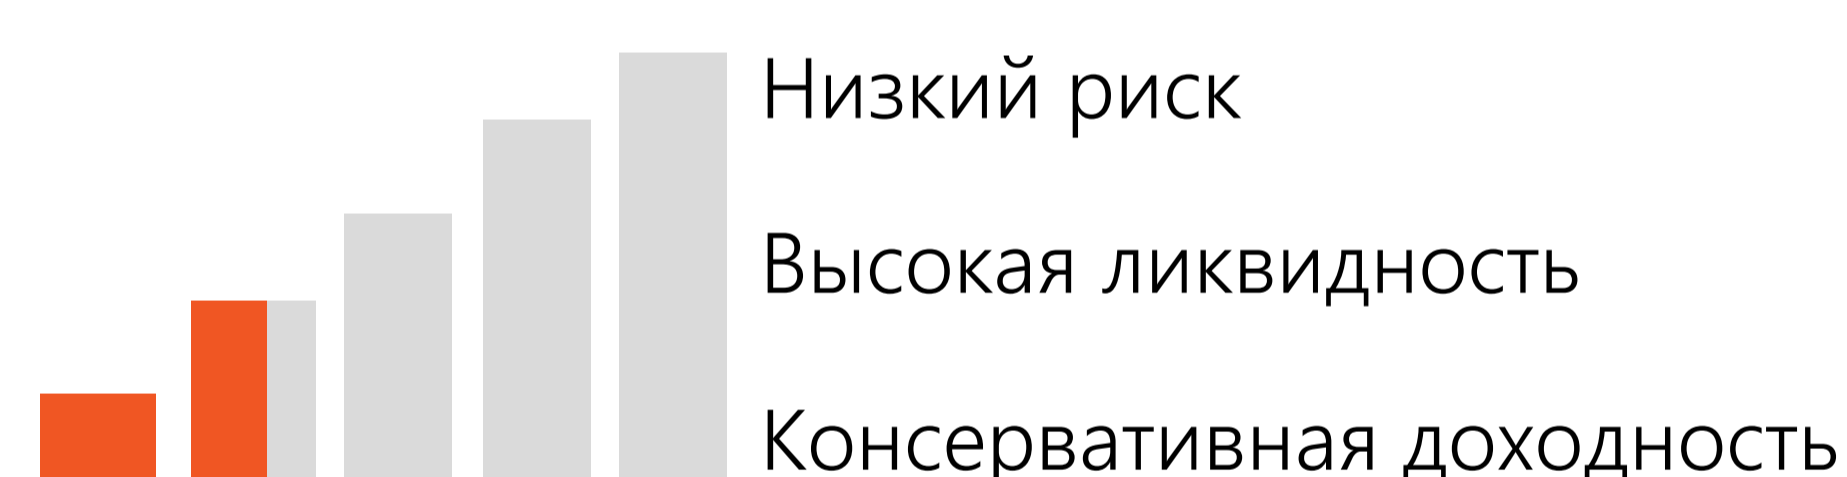 Низкий риск
Высокая ликвидность
Консервативная доходность